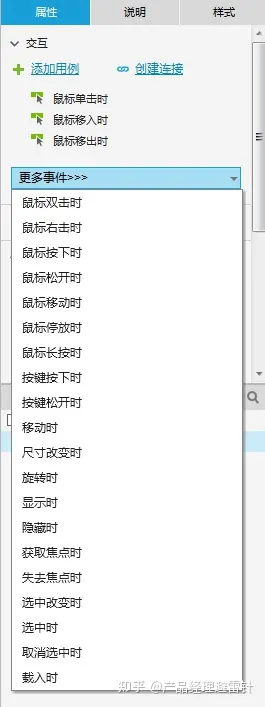 属性 说明 样式
交互
添加用例 创建连接
鼠标单击时
鼠标移入时
鼠标移出时
更多事件>>>
鼠标双击时
鼠标右击时
鼠标按下时
鼠标松开时
鼠标移动时
鼠标停放时
鼠标长按时
按键按下时
按键松开时
移动时
尺寸改变时
旋转时
显示时
隐藏时
获取焦点时
失去焦点时
选中改变时
选中时
取消选中时
载入时
知乎 @产品经理避雷针